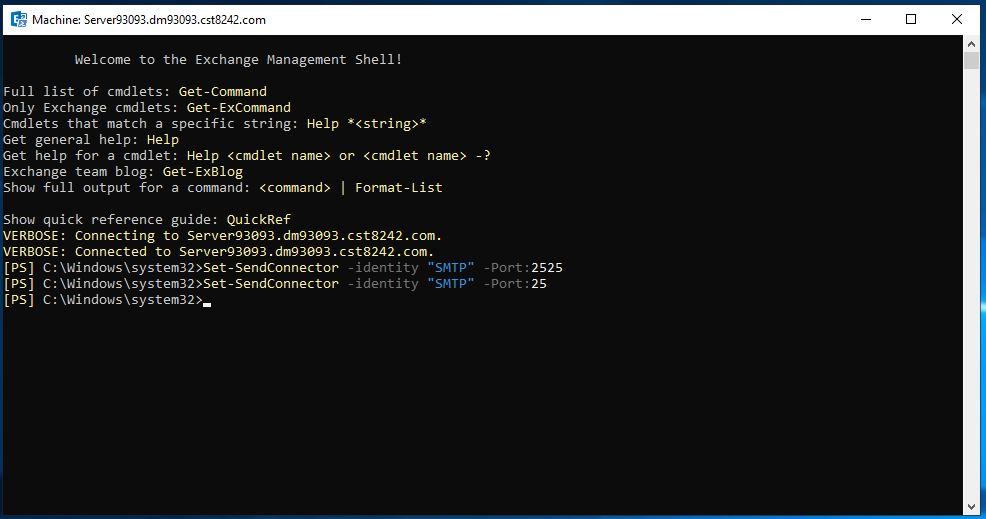 Machine: Server93093.dm93093.cst8242.com
Welcome to the Exchange Management Shell!
Full list of cmdlets: Get-Command
Only Exchange cmdlets: Get-ExCommand
Cmdlets that match a specific string: Help *<string>*
Get general help: Help
Get help for a cmdlet: Help <cmdlet name> or <cmdlet name> -?
Exchange team blog: Get-ExBlog
Show full output for a command: <command> | Format-List
Show quick reference guide: QuickRef
VERBOSE: Connecting to Server93093.dm93093.cst8242.com.
VERBOSE: Connected to Server93093.dm93093.cst8242.com.
[PS] C:\Windows\system32>Set-SendConnector -identity "SMTP" -Port:2525
[PS] C:\Windows\system32>Set-SendConnector -identity "SMTP" -Port:25
[PS] C:\Windows\system32>